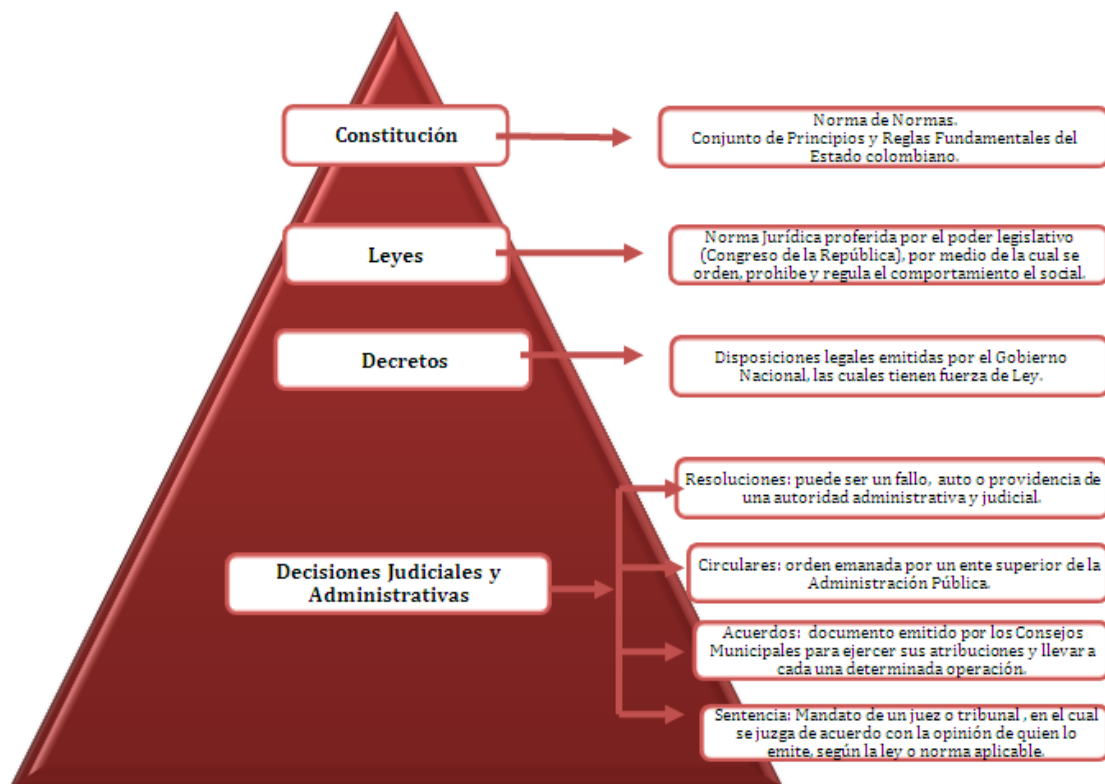 Constitución
Norma de Normas.
Conjunto de Principios y Reglas Fundamentales del
Estado colombiano.
Leyes
Norma Jurídica proferida por el poder legislativo
(Congreso de la República), por medio de la cual se
orden, prohibe y regula el comportamiento el social.
Decretos
Disposiciones legales emitidas por el Gobierno
Nacional, las cuales tienen fuerza de Ley.
Decisiones Judiciales y
Administrativas
Resoluciones: puede ser un fallo, auto o providencia de
una autoridad administrativa y judicial.
Circulares: orden emanada por un ente superior de la
Administración Pública.
Acuerdos: documento emitido por los Consejos
Municipales para ejercer sus atribuciones y llevar a
cada una determinada operación.
Sentencia: Mandato de un juez o tribunal , en el cual
se juzga de acuerdo con la opinión de quien lo
emite, según la ley o norma aplicable.